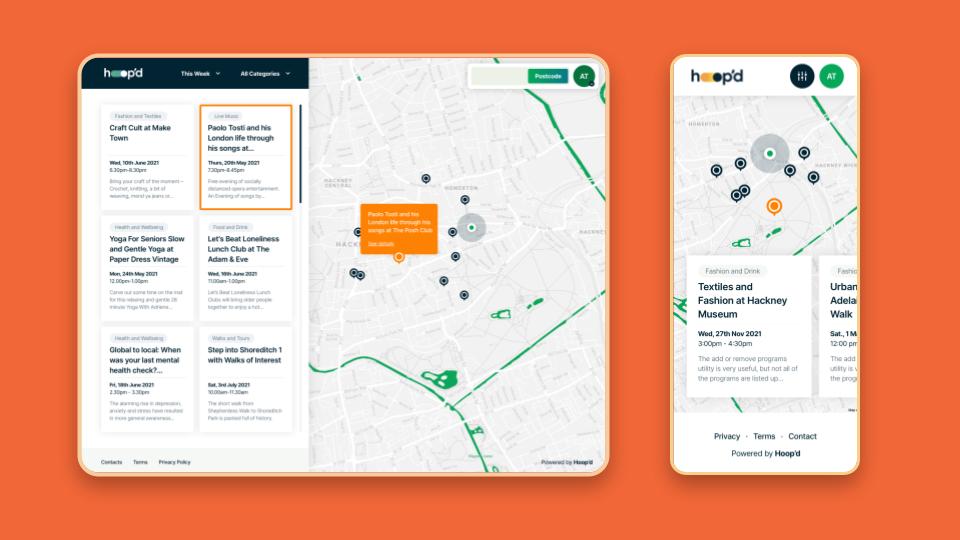 hoop'd
This Week
All Categories
Postcode
AT
Fashion and Textiles
Craft Cult at Make
Town
Wed, 10th June 2021
6.30pm-8.30pm
Bring your craft of the moment –
Crochet, knitting, a bit of
weaving, mend ya jeans or...
Live Music
Paolo Tosti and his
London life through
his songs at...
Thurs, 20th May 2021
7.30pm-8.45pm
Free evening of socially
distanced opera entertainment.
An Evening of songs by...
Health and Wellbeing
Yoga For Seniors Slow
and Gentle Yoga at
Paper Dress Vintage
Mon, 24th May 2021
12.00pm-1.00pm
Carve out some time on the mat
for this relaxing and gentle 28
minute Yoga With Adriene...
Food and Drink
Let's Beat Loneliness
Lunch Club at The
Adam & Eve
Wed, 16th June 2021
11.00am-1.00pm
Let's Beat Loneliness Lunch
Clubs will bring older people
together to enjoy a hot...
Health and Wellbeing
Global to local: When
was your last mental
health check?...
Fri, 18th June 2021
2.30pm - 3.30pm
The alarming rise in depression,
anxiety and stress have resulted
in more general awareness...
Walks and Tours
Step into Shoreditch 1
with Walks of Interest
Sat, 3rd July 2021
10.00am-11.30am
The short walk from
Shepherdess Walk to Shoreditch
Park is packed full of history.
Contacts
Terms
Privacy Policy
HACKNEY
CENTRAL
HOMERTON
Paolo Tosti and his
London life through his
songs at The Posh Club
See details
HACKNEY
Powered by Hoop'd
hoop'd
AT
HOMERTON
HACKNEY WICK
Fashion and Drink
Textiles and
Fashion at Hackney
Museum
Wed, 27th Nov 2021
3:00pm - 4:30pm
The add or remove programs
utility is very useful, but not all of
the programs are listed up...
Fashio
Urban
Adelai
Walk
Sat., 1 Ma
12:00 pm
The add
utility is v
the prog
Privacy · Terms · Contact
Powered by Hoop'd